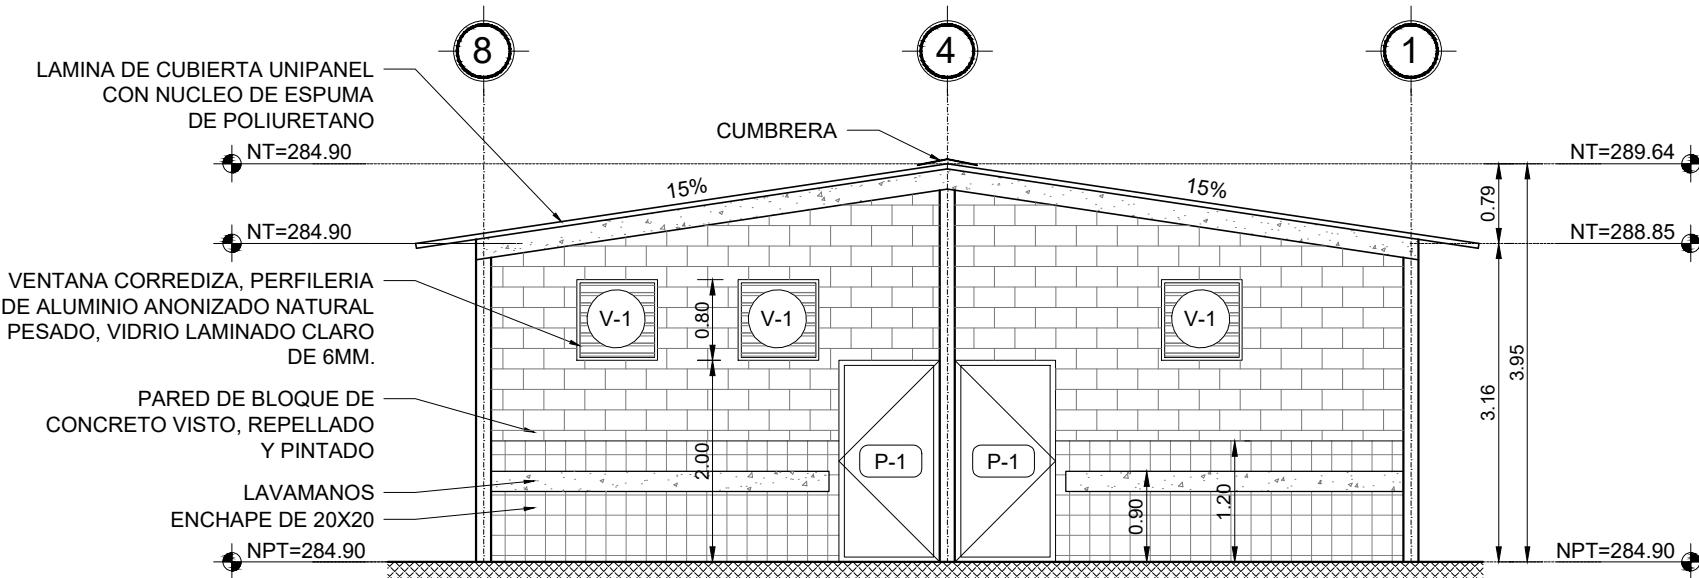 8
4
1
LAMINA DE CUBIERTA UNIPANEL
CON NUCLEO DE ESPUMA
DE POLIURETANO
CUMBRERA
NT=284.90
NT=289.64
15%
15%
0.79
NT=284.90
NT=288.85
VENTANA CORREDIZA, PERFILERIA
DE ALUMINIO ANONIZADO NATURAL
PESADO, VIDRIO LAMINADO CLARO
DE 6MM.
V-1
V-1
0.80
V-1
3.95
3.16
PARED DE BLOQUE DE
CONCRETO VISTO, REPELLADO
Y PINTADO
2.00
P-1
P-1
LAVAMANOS
ENCHAPE DE 20X20
0.90
1.20
NPT=284.90
NPT=284.90